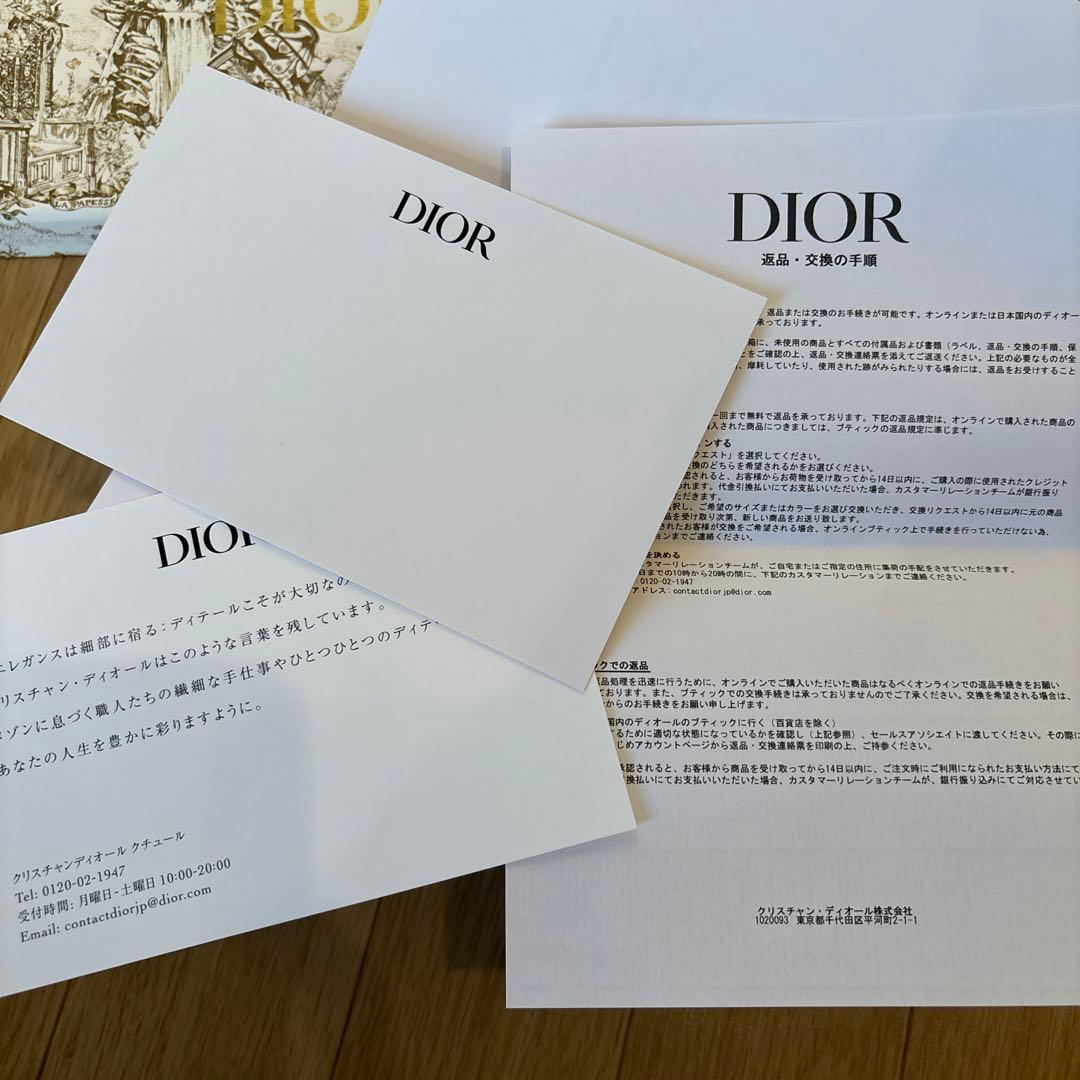 DIO
LA PAPESSE
DIOR
DIOR
DIOR
返品・交換の手順
返品または交換のお手続きが可能です。オンラインまたは日本国内のディオー
承っております。
箱に、未使用の商品とすべての付属品および書類（ラベル、返品・交換の手順、保
とをご確認の上、返品・交換連絡票を添えてご返送ください。上記の必要なものが全
、摩耗していたり、使用された跡がみられたりする場合には、返品をお受けすること
一回まで無料で返品を承っております。下記の返品規定は、オンラインで購入された商品の
入された商品につきましては、ブティックの返品規定に準じます。
ンする
クエスト」を選択してください。
換のどちらを希望されるかをお選びください。
認されると、お客様からお荷物を受け取ってから14日以内に、ご購入の際に使用されたクレジット
われます。代金引換払いにてお支払いいただいた場合、カスタマーリレーションチームが銀行振り
ただきます。
択し、ご希望のサイズまたはカラーをお選び交換いただき、交換リクエストから14日以内に元の商品
品を受け取り次第、新しい商品をお送り致します。
されたお客様が交換をご希望される場合、オンラインブティック上で手続きを行っていただけない為、
ションまでご連絡ください。
を決める
タマーリレーションチームが、ご自宅またはご指定の住所に集荷の手配をさせていただきます。
日までの10時から20時の間に、下記のカスタマーリレーションまでご連絡ください。
0120-02-1947
アドレス: contactdiorjp@dior.com
ックでの返品
返品処理を迅速に行うために、オンラインでご購入いただいた商品はなるべくオンラインでの返品手続きをお願い
ております。また、ブティックでの交換手続きは承っておりませんのでご了承ください。交換を希望される場合は、
からのお手続きをお願い申し上げます。
国内のディオールのブティックに行く（百貨店を除く）
するために適切な状態になっているかを確認し（上記参照）、セールスアソシエイトに渡してください。その際に
じめアカウントページから返品・交換連絡票を印刷の上、ご持参ください。
承認されると、お客様から商品を受け取ってから14日以内に、ご注文時にご利用になられたお支払い方法にて
換払いにてお支払いいただいた場合、カスタマーリレーションチームが、銀行振り込みにてご対応させてい
クリスチャン・ディオール株式会社
1020093 東京都千代田区平河町2-1-1
DIOR
エレガンスは細部に宿る：ディテールこそが大切なの
リスチャン・ディオールはこのような言葉を残しています。
メゾンに息づく職人たちの繊細な手仕事やひとつひとつのディテ
あなたの人生を豊かに彩りますように。
クリスチャンディオール クチュール
Tel: 0120-02-1947
受付時間: 月曜日-土曜日 10:00-20:00
Email: contactdiorjp@dior.com